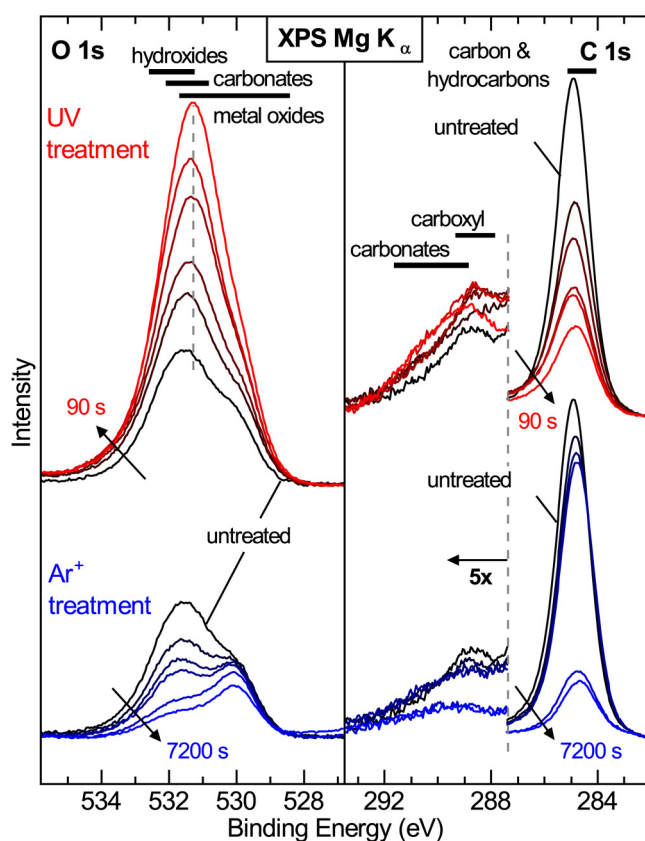 O 1s
XPS Mg Kα
C 1s
hydroxides
carbonates
metal oxides
carbon &
hydrocarbons
UV
treatment
untreated
carboxyl
carbonates
Intensity
90 s
90 s
untreated
untreated
Ar+
treatment
5x
7200 s
7200 s
534 532 530 528 292 288 284
Binding Energy (eV)